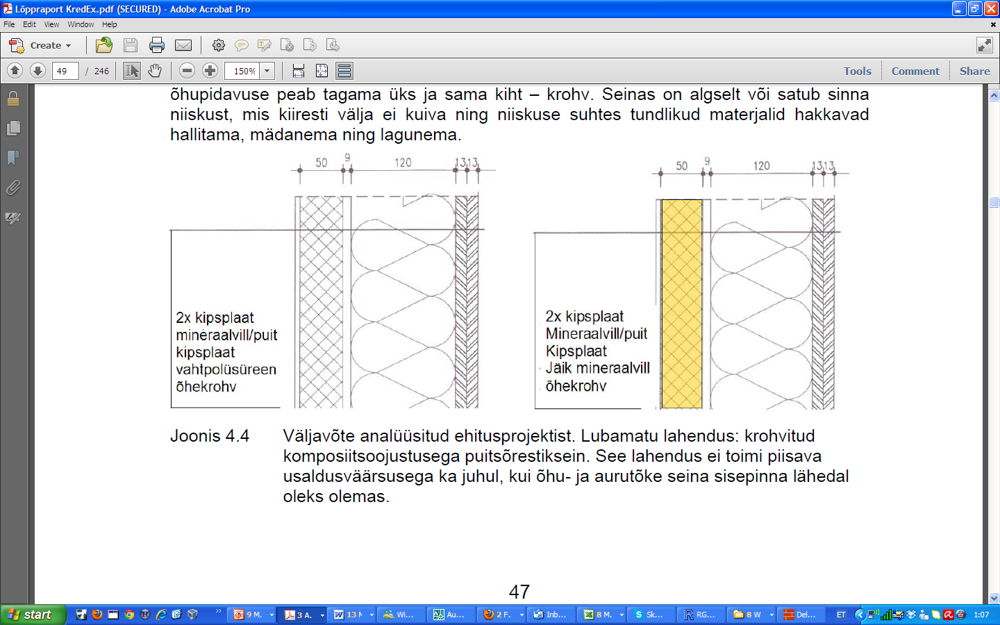 Lõppraport KredEx.pdf (SECURED) - Adobe Acrobat Pro
File Edit View Window Help
Create
49 / 246 150% Tools Comment Share
õhupidavuse peab tagama üks ja sama kiht – krohv. Seinas on algselt või satub sinna
niiskust, mis kiiresti välja ei kuiva ning niiskuse suhtes tundlikud materjalid hakkavad
hallitama, mädanema ning lagunema.
50 9 120 13 13
50 9 120 13 13
2x kipsplaat
mineraalvill/puit
kipsplaat
vahtpolüsüreen
õhekrohv
2x kipsplaat
Mineraalvill/puit
Kipsplaat
Jäik mineraalvill
õhekrohv
Joonis 4.4 Väljavõte analüüsitud ehitusprojektist. Lubamatu lahendus: krohvitud
komposiitsoojustusega puitsõrestiksein. See lahendus ei toimi piisava
usaldusväärsusega ka juhul, kui õhu- ja aurutõke seina sisepinna lähedal
oleks olemas.
47
start 9 M. 3 A. 13 M Wi... Au... 2 F. Inb... 8 M. Sk... RG... 8 W Del... ET 1:07